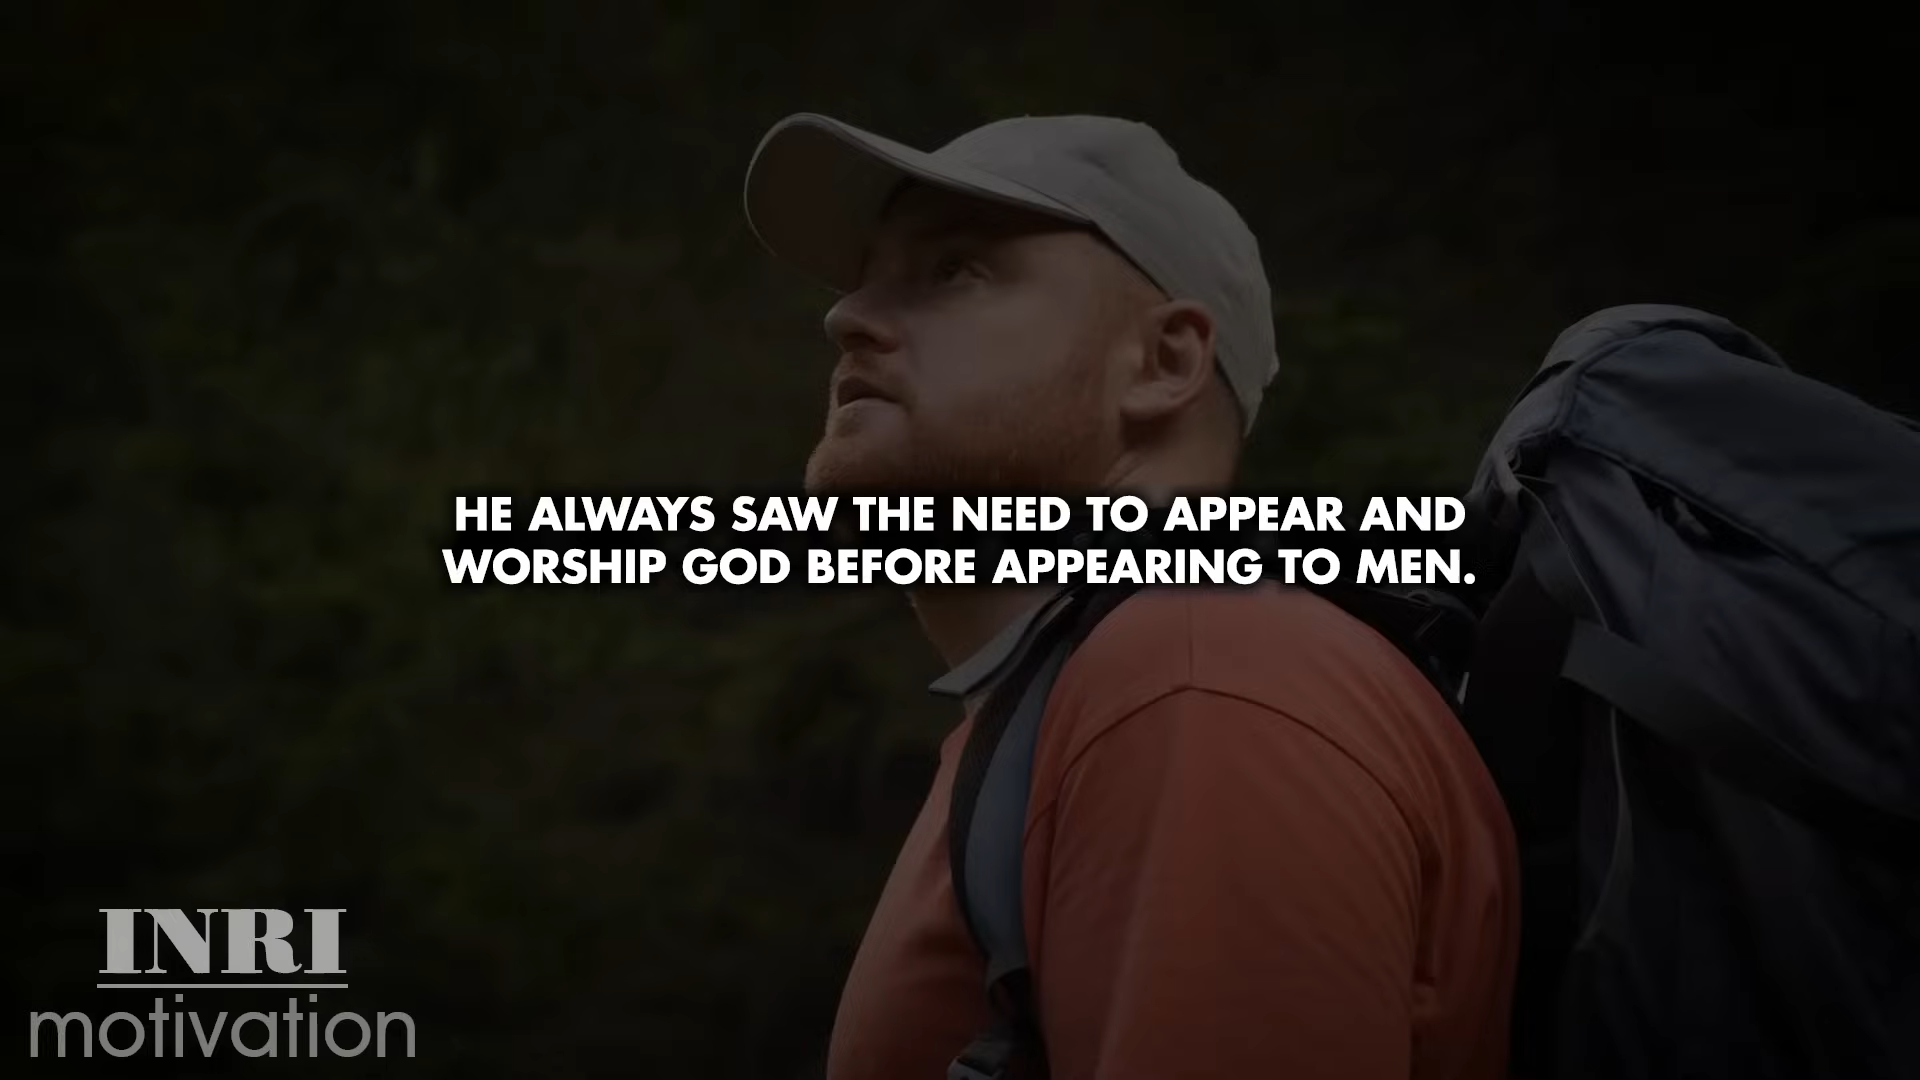 HE ALWAYS SAW THE NEED TO APPEAR AND
WORSHIP GOD BEFORE APPEARING TO MEN.
INRI
motivation